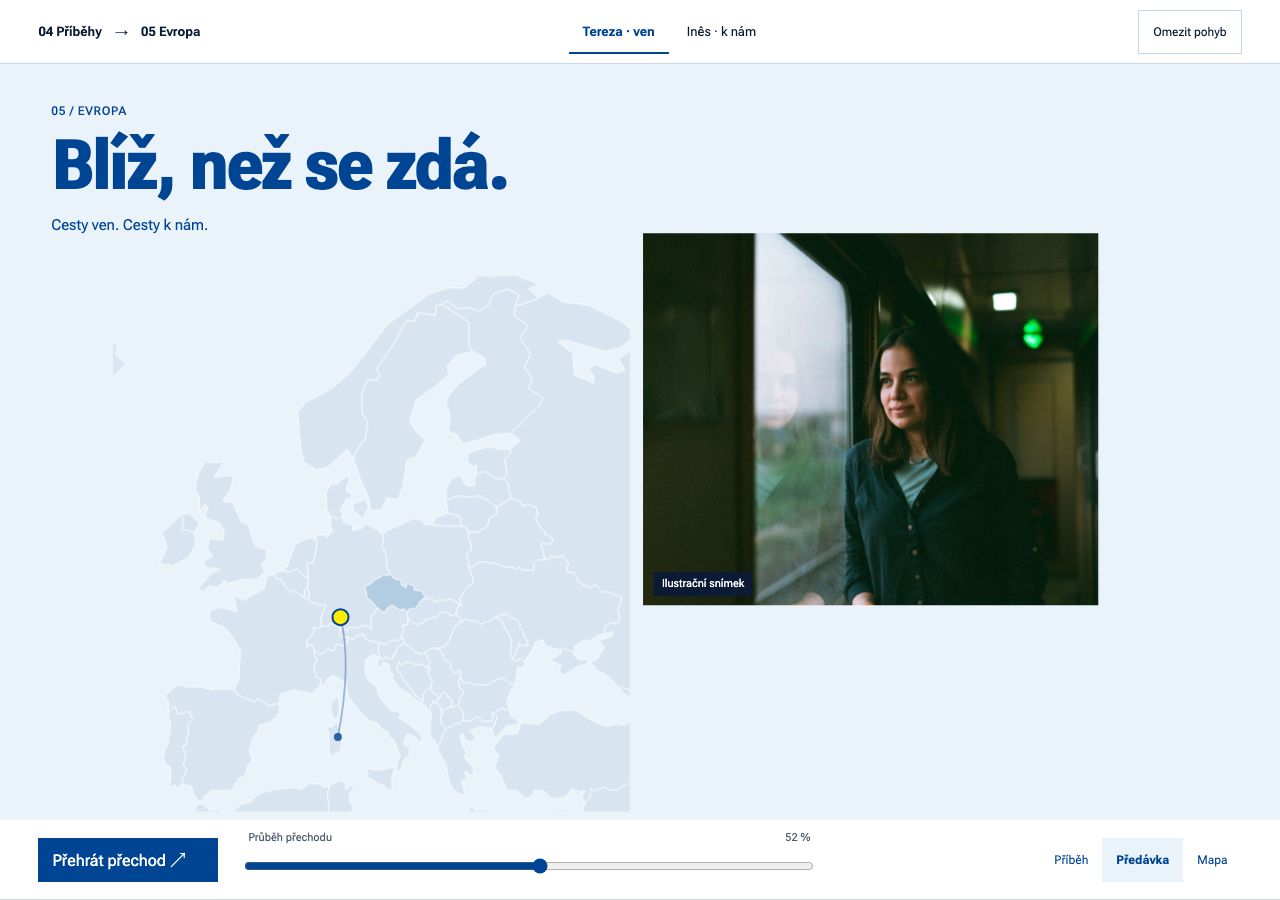 04 Příběhy → 05 Evropa
Tereza · ven
Inês · k nám
Omezit pohyb
05 / EVROPA
Blíž, než se zdá.
Cesty ven. Cesty k nám.
Ilustrační snímek
Přehrát přechod ↗
Průběh přechodu
52 %
Příběh
Předávka
Mapa